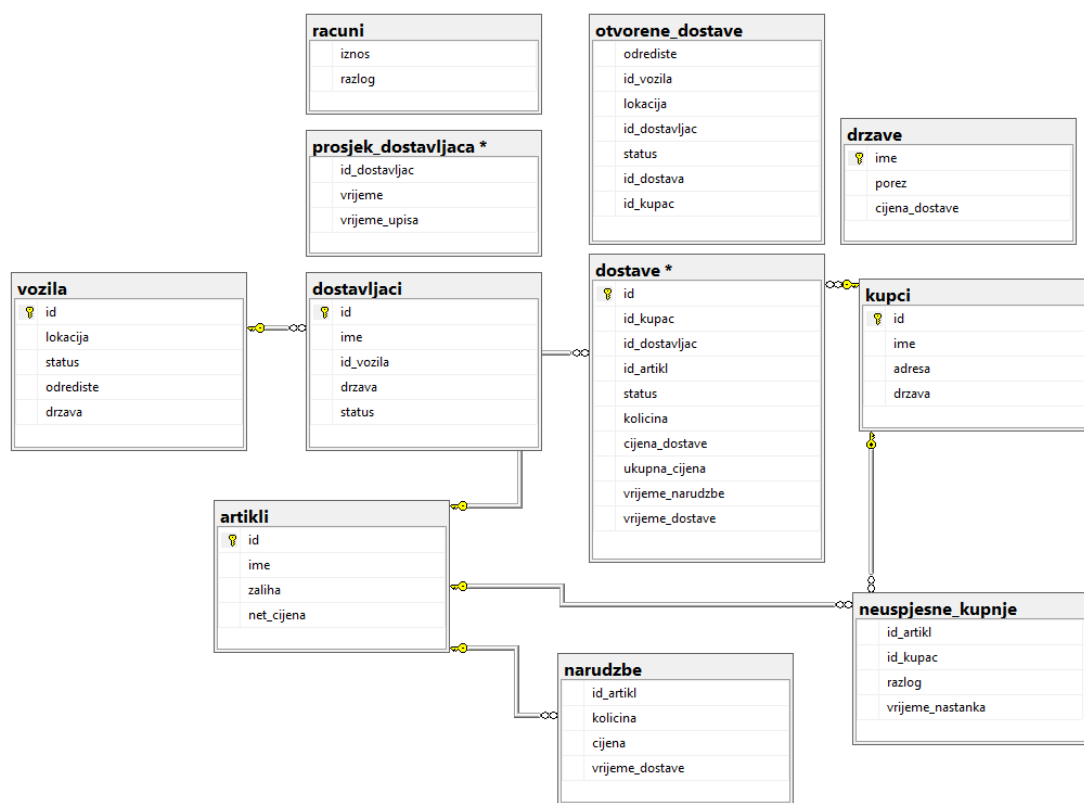 racuni
iznos
razlog
otvorene_dostave
odrediste
id_vozila
lokacija
id_dostavljac
status
id_dostava
id_kupac
drzave
ime
porez
cijena_dostave
prosjek_dostavljaca *
id_dostavljac
vrijeme
vrijeme_upisa
vozila
id
lokacija
status
odrediste
drzava
dostavljaci
id
ime
id_vozila
drzava
status
dostave *
id
id_kupac
id_dostavljac
id_artikl
status
kolicina
cijena_dostave
ukupna_cijena
vrijeme_narudzbe
vrijeme_dostave
kupci
id
ime
adresa
drzava
artikli
id
ime
zaliha
net_cijena
neuspjesne_kupnje
id_artikl
id_kupac
razlog
vrijeme_nastanka
narudzbe
id_artikl
kolicina
cijena
vrijeme_dostave